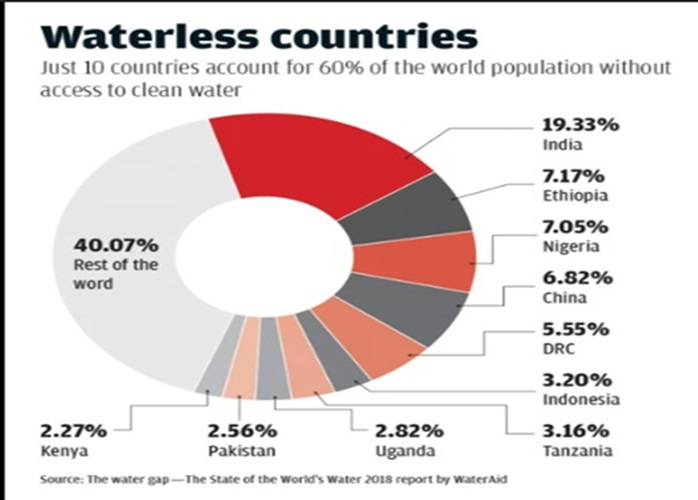 Waterless countries
Just 10 countries account for 60% of the world population without
access to clean water
19.33%
India
7.17%
Ethiopia
7.05%
Nigeria
6.82%
China
5.55%
DRC
3.20%
Indonesia
3.16%
Tanzania
2.82%
Uganda
2.56%
Pakistan
2.27%
Kenya
40.07%
Rest of the
word
Source: The water gap—The State of the World's Water 2018 report by WaterAid